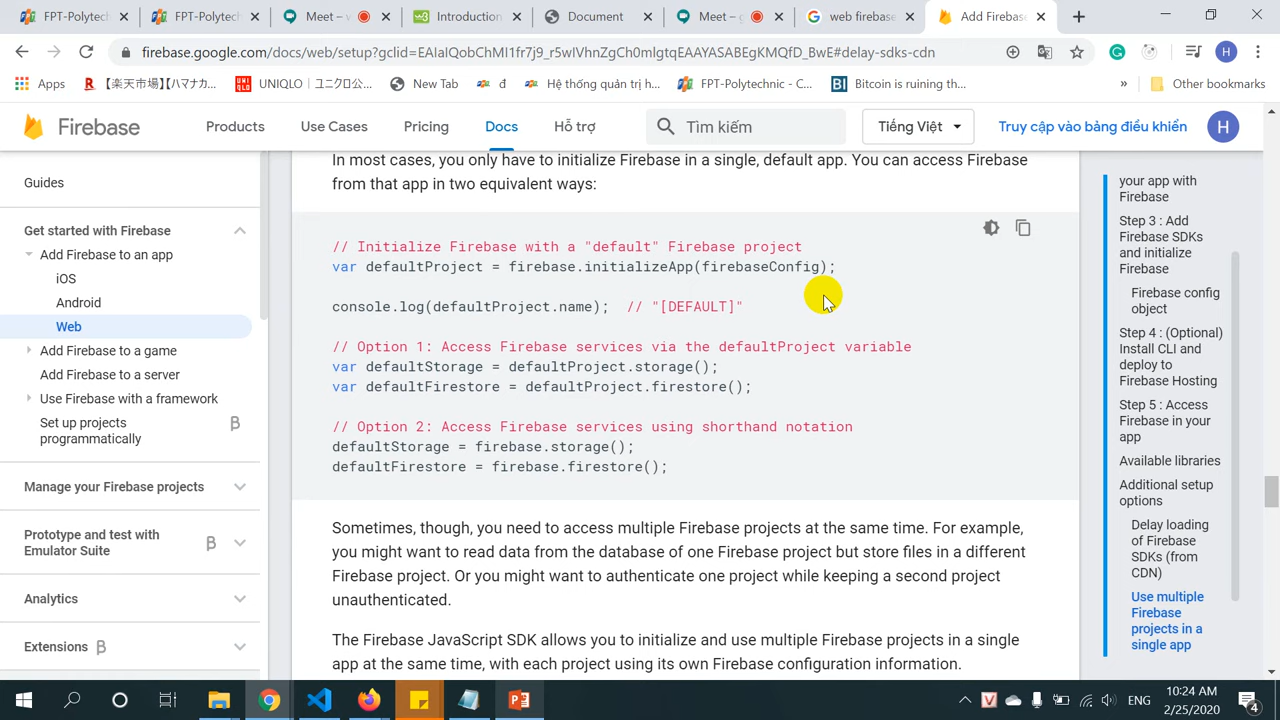 FPT-Polytech
FPT-Polytech
Meet – v
Introduction
Document
Meet – g
web firebase
Add Firebase
firebase.google.com/docs/web/setup?gclid=EAIaIQobChMI1fr7j9_r5wIVhnZgCh0mlgtqEAAYASABEgKMQfD_BwE#delay-sdks-cdn
H
Apps
【楽天市場】【ハマナカ...
UNIQLO｜ユニクロ公...
New Tab
đ
Hệ thống quản trị h...
FPT-Polytechnic - C...
BI
Bitcoin is ruining th...
»
Other bookmarks
Firebase
Products
Use Cases
Pricing
Docs
Hỗ trợ
Tìm kiếm
Tiếng Việt
Truy cập vào bảng điều khiển
H
Guides
Get started with Firebase
Add Firebase to an app
iOS
Android
Web
Add Firebase to a game
Add Firebase to a server
Use Firebase with a framework
Set up projects
programmatically
β
Manage your Firebase projects
Prototype and test with
Emulator Suite
β
Analytics
Extensions β
In most cases, you only have to initialize Firebase in a single, default app. You can access Firebase
from that app in two equivalent ways:
// Initialize Firebase with a "default" Firebase project
var defaultProject = firebase.initializeApp(firebaseConfig);
console.log(defaultProject.name);  // "[DEFAULT]"
// Option 1: Access Firebase services via the defaultProject variable
var defaultStorage = defaultProject.storage();
var defaultFirestore = defaultProject.firestore();
// Option 2: Access Firebase services using shorthand notation
defaultStorage = firebase.storage();
defaultFirestore = firebase.firestore();
Sometimes, though, you need to access multiple Firebase projects at the same time. For example,
you might want to read data from the database of one Firebase project but store files in a different
Firebase project. Or you might want to authenticate one project while keeping a second project
unauthenticated.
The Firebase JavaScript SDK allows you to initialize and use multiple Firebase projects in a single
app at the same time, with each project using its own Firebase configuration information.
your app with
Firebase
Step 3 : Add
Firebase SDKs
and initialize
Firebase
Firebase config
object
Step 4 : (Optional)
Install CLI and
deploy to
Firebase Hosting
Step 5 : Access
Firebase in your
app
Available libraries
Additional setup
options
Delay loading
of Firebase
SDKs (from
CDN)
Use multiple
Firebase
projects in a
single app
ENG
10:24 AM
2/25/2020
4